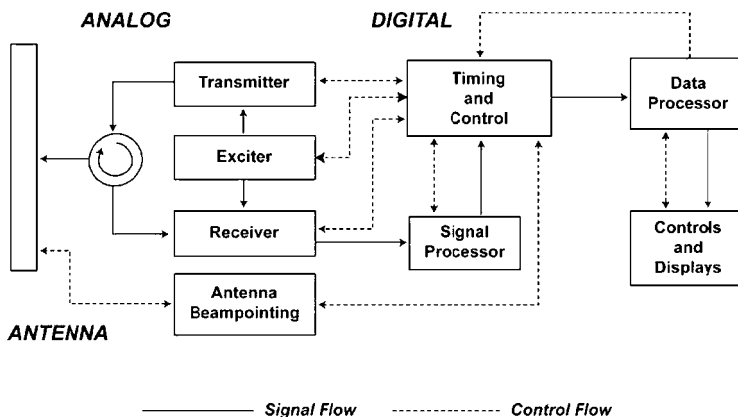 ANALOG
DIGITAL
Transmitter
Exciter
Receiver
Antenna
Beampointing
Timing
and
Control
Signal
Processor
Data
Processor
Controls
and
Displays
ANTENNA
Signal Flow
Control Flow